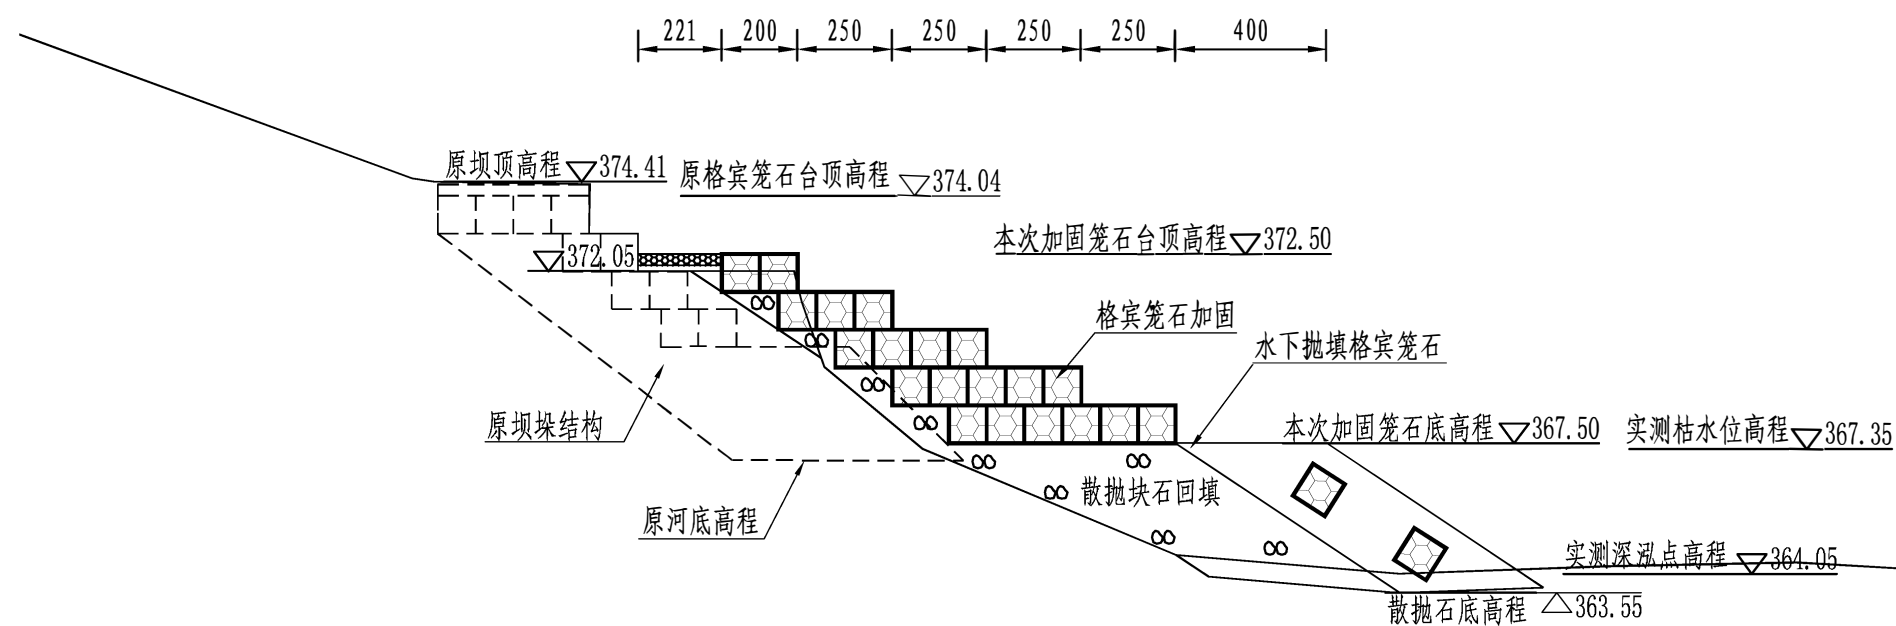 221 200 250 250 250 250 400
原坝顶高程 374.41
原格宾笼石台顶高程 374.04
本次加固笼石台顶高程 372.50
372.05
格宾笼石加固
水下抛填格宾笼石
原坝垛结构
本次加固笼石底高程 367.50
实测枯水位高程 367.35
散抛块石回填
原河底高程
实测深泓点高程 364.05
散抛石底高程 363.55